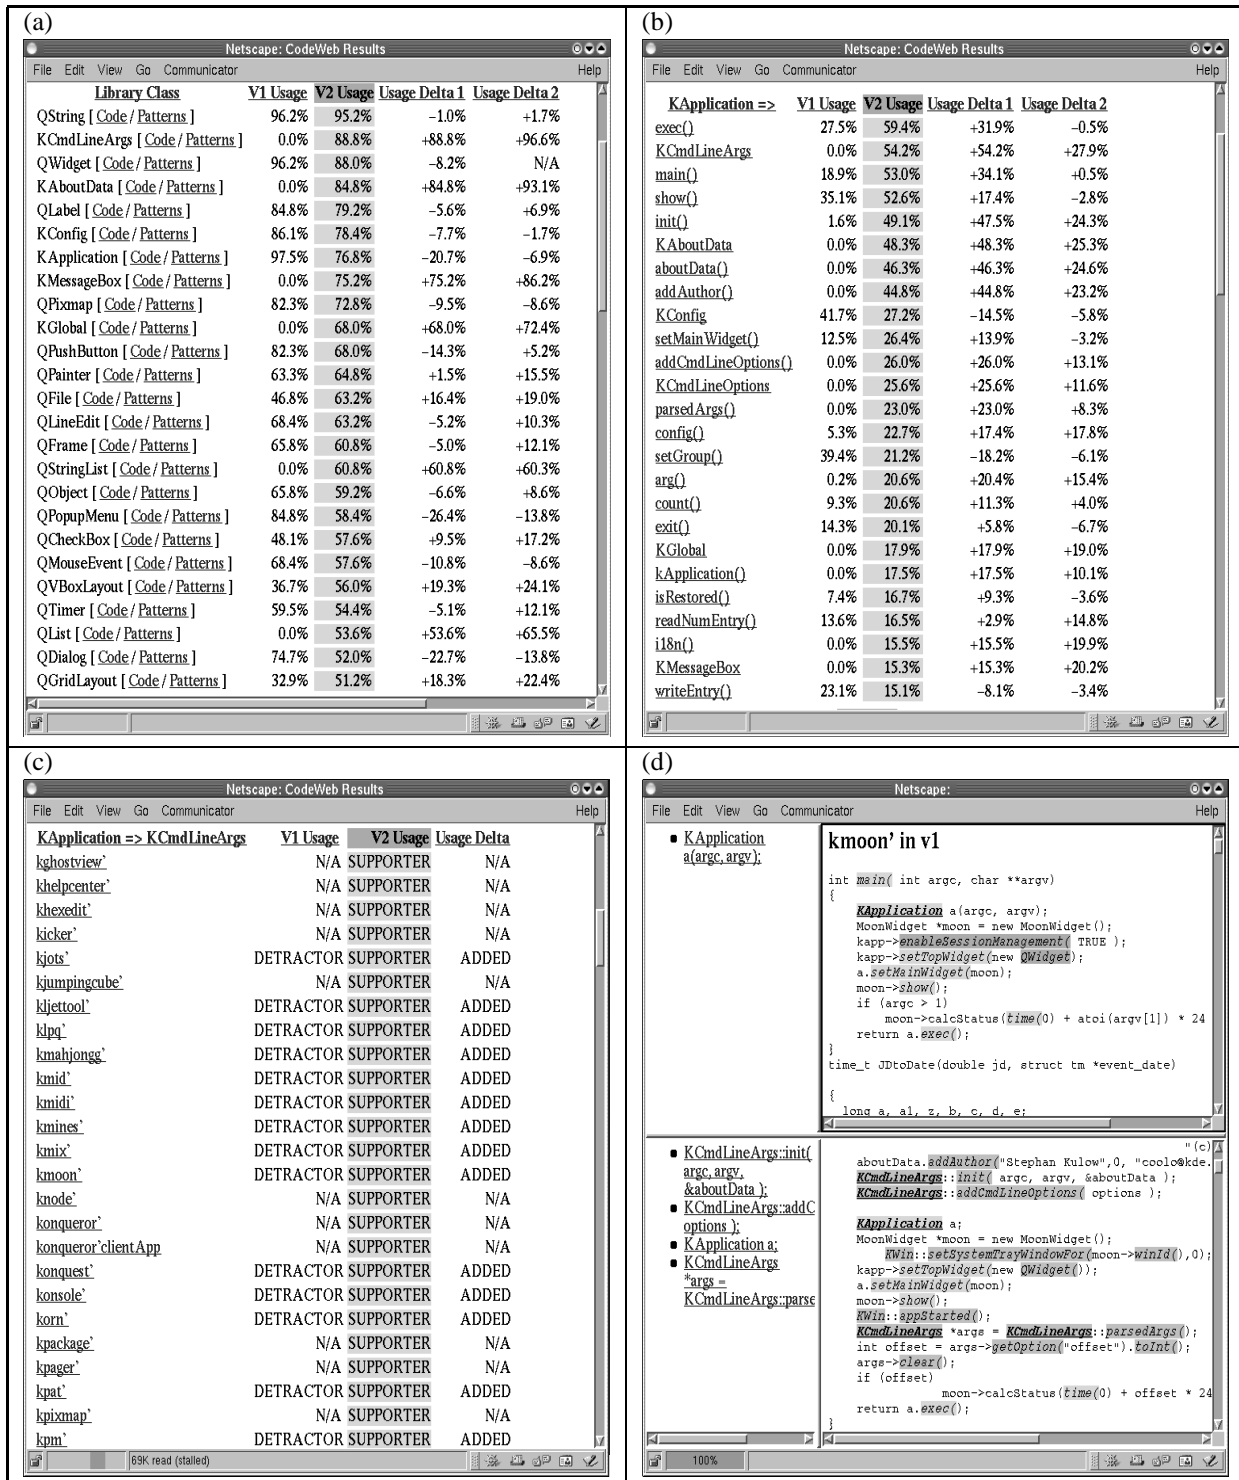 (a)
Netscape: CodeWeb Results
File Edit View Go Communicator Help
Library Class V1 Usage V2 Usage Usage Delta 1 Usage Delta 2
QString [ Code / Patterns ] 96.2% 95.2% −1.0% +1.7%
KCmdLineArgs [ Code / Patterns ] 0.0% 88.8% +88.8% +96.6%
QWidget [ Code / Patterns ] 96.2% 88.0% −8.2% N/A
KAboutData [ Code / Patterns ] 0.0% 84.8% +84.8% +93.1%
QLabel [ Code / Patterns ] 84.8% 79.2% −5.6% +6.9%
KConfig [ Code / Patterns ] 86.1% 78.4% −7.7% −1.7%
KApplication [ Code / Patterns ] 97.5% 76.8% −20.7% −6.9%
KMessageBox [ Code / Patterns ] 0.0% 75.2% +75.2% +86.2%
QPixmap [ Code / Patterns ] 82.3% 72.8% −9.5% −8.6%
KGlobal [ Code / Patterns ] 0.0% 68.0% +68.0% +72.4%
QPushButton [ Code / Patterns ] 82.3% 68.0% −14.3% +5.2%
QPainter [ Code / Patterns ] 63.3% 64.8% +1.5% +15.5%
QFile [ Code / Patterns ] 46.8% 63.2% +16.4% +19.0%
QLineEdit [ Code / Patterns ] 68.4% 63.2% −5.2% +10.3%
QFrame [ Code / Patterns ] 65.8% 60.8% −5.0% +12.1%
QStringList [ Code / Patterns ] 0.0% 60.8% +60.8% +60.3%
QObject [ Code / Patterns ] 65.8% 59.2% −6.6% +8.6%
QPopupMenu [ Code / Patterns ] 84.8% 58.4% −26.4% −13.8%
QCheckBox [ Code / Patterns ] 48.1% 57.6% +9.5% +17.2%
QMouseEvent [ Code / Patterns ] 68.4% 57.6% −10.8% −8.6%
QVBoxLayout [ Code / Patterns ] 36.7% 56.0% +19.3% +24.1%
QTimer [ Code / Patterns ] 59.5% 54.4% −5.1% +12.1%
QList [ Code / Patterns ] 0.0% 53.6% +53.6% +65.5%
QDialog [ Code / Patterns ] 74.7% 52.0% −22.7% −13.8%
QGridLayout [ Code / Patterns ] 32.9% 51.2% +18.3% +22.4%
(b)
Netscape: CodeWeb Results
File Edit View Go Communicator Help
KApplication => V1 Usage V2 Usage Usage Delta 1 Usage Delta 2
exec() 27.5% 59.4% +31.9% −0.5%
KCmdLineArgs 0.0% 54.2% +54.2% +27.9%
main() 18.9% 53.0% +34.1% +0.5%
show() 35.1% 52.6% +17.4% −2.8%
init() 1.6% 49.1% +47.5% +24.3%
KAboutData 0.0% 48.3% +48.3% +25.3%
aboutData() 0.0% 46.3% +46.3% +24.6%
addAuthor() 0.0% 44.8% +44.8% +23.2%
KConfig 41.7% 27.2% −14.5% −5.8%
setMainWidget() 12.5% 26.4% +13.9% −3.2%
addCmdLineOptions() 0.0% 26.0% +26.0% +13.1%
KCmdLineOptions 0.0% 25.6% +25.6% +11.6%
parsedArgs() 0.0% 23.0% +23.0% +8.3%
config() 5.3% 22.7% +17.4% +17.8%
setGroup() 39.4% 21.2% −18.2% −6.1%
arg() 0.2% 20.6% +20.4% +15.4%
count() 9.3% 20.6% +11.3% +4.0%
exit() 14.3% 20.1% +5.8% −6.7%
KGlobal 0.0% 17.9% +17.9% +19.0%
kApplication() 0.0% 17.5% +17.5% +10.1%
isRestored() 7.4% 16.7% +9.3% −3.6%
readNumEntry() 13.6% 16.5% +2.9% +14.8%
i18n() 0.0% 15.5% +15.5% +19.9%
KMessageBox 0.0% 15.3% +15.3% +20.2%
writeEntry() 23.1% 15.1% −8.1% −3.4%
(c)
Netscape: CodeWeb Results
File Edit View Go Communicator Help
KApplication => KCmdLineArgs V1 Usage V2 Usage Usage Delta
kghostview' N/A SUPPORTER N/A
khelpcenter' N/A SUPPORTER N/A
khexedit' N/A SUPPORTER N/A
kicker' N/A SUPPORTER N/A
kjots' DETRACTOR SUPPORTER ADDED
kjumpingcube' N/A SUPPORTER N/A
kljettool' DETRACTOR SUPPORTER ADDED
klpq' DETRACTOR SUPPORTER ADDED
kmahjongg' DETRACTOR SUPPORTER ADDED
kmid' DETRACTOR SUPPORTER ADDED
kmidi' DETRACTOR SUPPORTER ADDED
kmines' DETRACTOR SUPPORTER ADDED
kmix' DETRACTOR SUPPORTER ADDED
kmoon' DETRACTOR SUPPORTER ADDED
knode' N/A SUPPORTER N/A
konqueror' N/A SUPPORTER N/A
konqueror'clientApp N/A SUPPORTER N/A
konquest' DETRACTOR SUPPORTER ADDED
konsole' DETRACTOR SUPPORTER ADDED
korn' DETRACTOR SUPPORTER ADDED
kpackage' N/A SUPPORTER N/A
kpager' N/A SUPPORTER N/A
kpat' DETRACTOR SUPPORTER ADDED
kpixmap' N/A SUPPORTER N/A
kpm' DETRACTOR SUPPORTER ADDED
69K read (stalled)
(d)
Netscape:
File Edit View Go Communicator Help
KApplication
a(argc, argv);
kmoon' in v1
int main( int argc, char **argv)
{
KApplication a(argc, argv);
MoonWidget *moon = new MoonWidget();
kapp->enableSessionManagement( TRUE );
kapp->setTopWidget(new QWidget);
a.setMainWidget(moon);
moon->show();
if (argc > 1)
moon->calcStatus(time(0) + atoi(argv[1]) * 24
return a.exec();
}
time_t JDtoDate(double jd, struct tm *event_date)
{
long a, a1, z, b, c, d, e;
KCmdLineArgs::init(
argc, argv,
&aboutData );
KCmdLineArgs::addC
options );
KApplication a;
KCmdLineArgs
*args =
KCmdLineArgs::parse
"(c)
aboutData.addAuthor("Stephan Kulow",0, "coolo@kde.
KCmdLineArgs::init( argc, argv, &aboutData );
KCmdLineArgs::addCmdLineOptions( options );
KApplication a;
MoonWidget *moon = new MoonWidget();
KWin::setSystemTrayWindowFor(moon->winId(),0);
kapp->setTopWidget(new QWidget());
a.setMainWidget(moon);
moon->show();
KWin::appStarted();
KCmdLineArgs *args = KCmdLineArgs::parsedArgs();
int offset = args->getOption("offset").toInt();
args->clear();
if (offset)
moon->calcStatus(time(0) + offset * 24
return a.exec();
}
100%